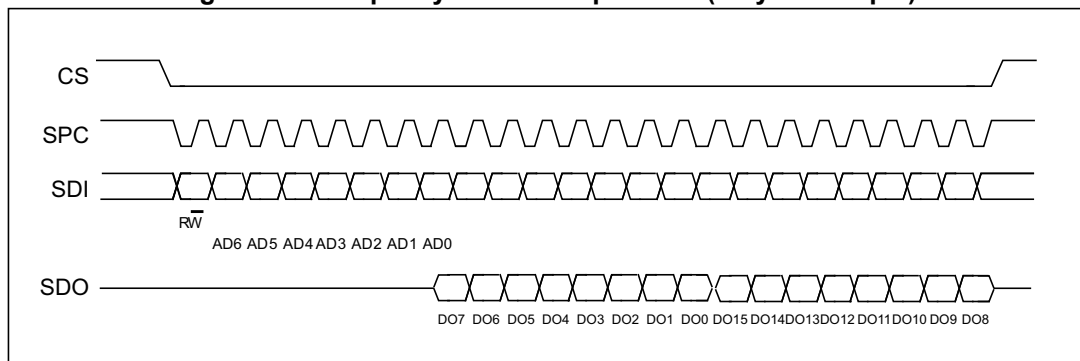 CS
SPC
SDI
RW
AD6 AD5 AD4 AD3 AD2 AD1 AD0
SDO
DO7 DO6 DO5 DO4 DO3 DO2 DO1 DO0 DO15 DO14 DO13 DO12 DO11 DO10 DO9 DO8